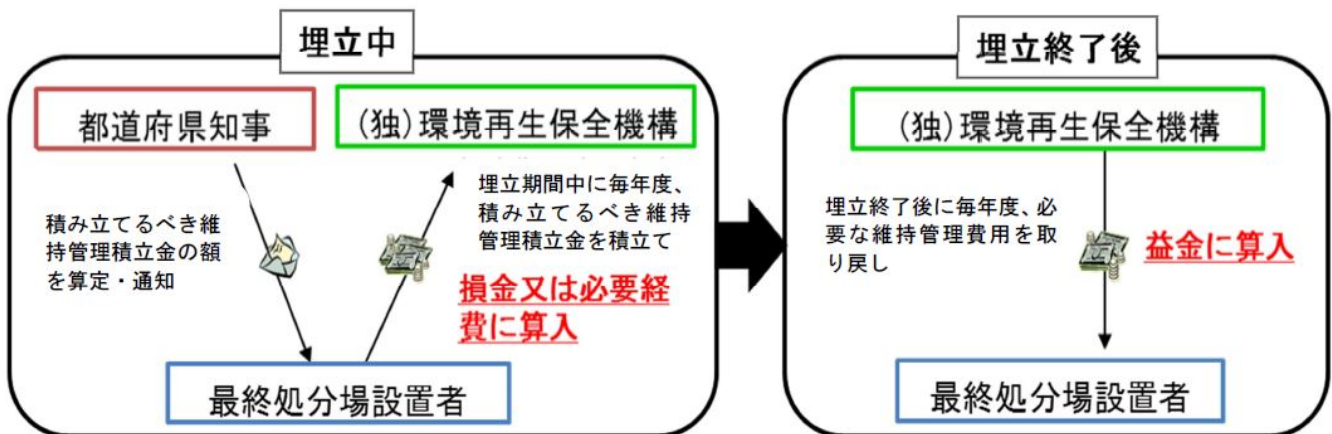 埋立中
都道府県知事
(独)環境再生保全機構
積み立てるべき維
持管理積立金の額
を算定・通知
埋立期間中に毎年度、
積み立てるべき維持
管理積立金を積立て
損金又は必要経
費に算入
最終処分場設置者
埋立終了後
(独)環境再生保全機構
埋立終了後に毎年度、必
要な維持管理費用を取
り戻し
益金に算入
最終処分場設置者